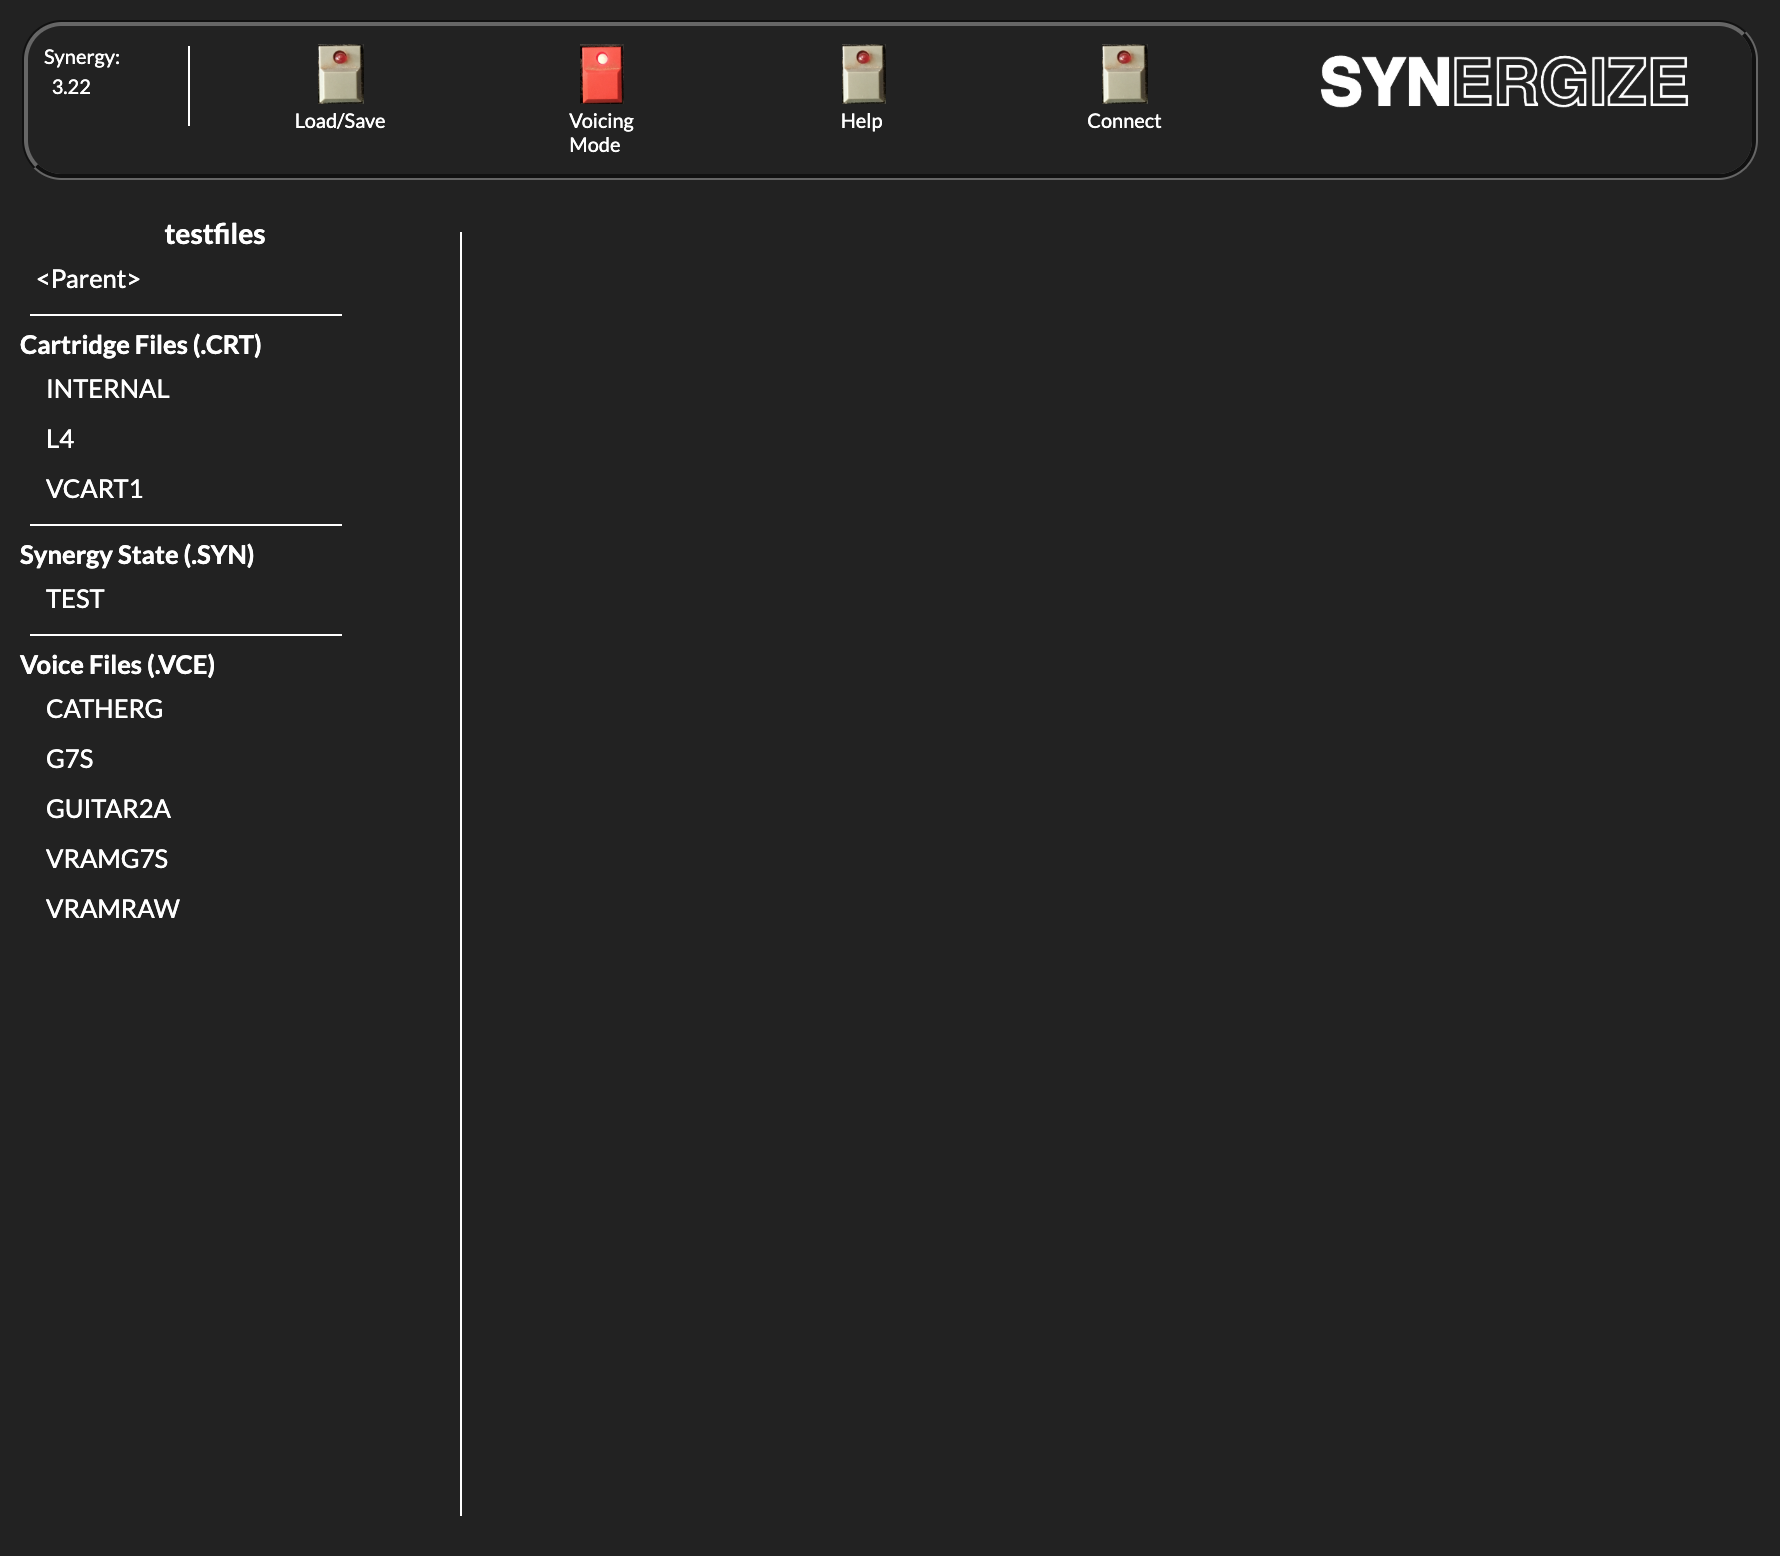 Synergy:
3.22
Load/Save
Voicing
Mode
Help
Connect
SYNERGIZE
testfiles
<Parent>
Cartridge Files (.CRT)
INTERNAL
L4
VCART1
Synergy State (.SYN)
TEST
Voice Files (.VCE)
CATHERG
G7S
GUITAR2A
VRAMG7S
VRAMRAW